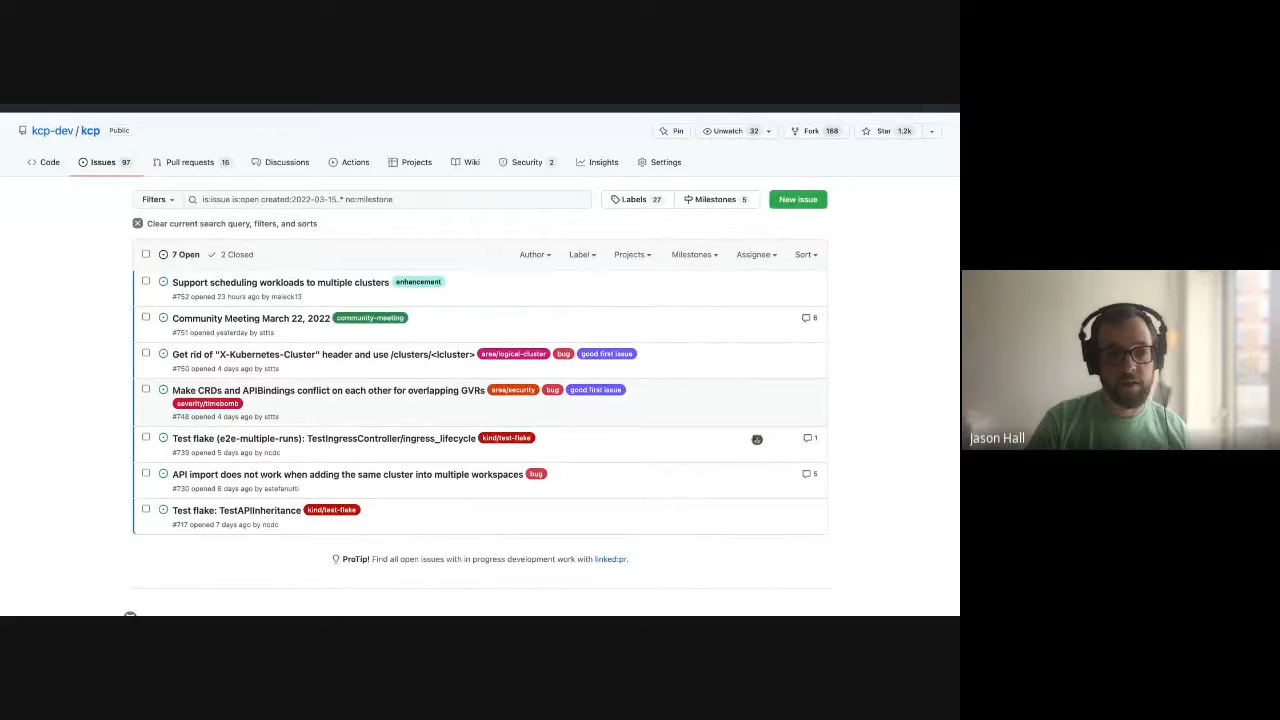 kcp-dev / kcp Public
Pin Unwatch 32 Fork 168 Star 1.2k
Code Issues 97 Pull requests 16 Discussions Actions Projects Wiki Security 2 Insights Settings
Filters is:issue is:open created:2022-03-15..* no:milestone Labels 27 Milestones 5 New issue
Clear current search query, filters, and sorts
7 Open 2 Closed Author Label Projects Milestones Assignee Sort
Support scheduling workloads to multiple clusters enhancement
#752 opened 23 hours ago by maleck13
Community Meeting March 22, 2022 community-meeting 6
#751 opened yesterday by sttts
Get rid of "X-Kubernetes-Cluster" header and use /clusters/<lcluster> area/logical-cluster bug good first issue
#750 opened 4 days ago by sttts
Make CRDs and APIBindings conflict on each other for overlapping GVRs area/security bug good first issue
severity/timebomb
#748 opened 4 days ago by sttts
Test flake (e2e-multiple-runs): TestIngressController/ingress_lifecycle kind/test-flake 1
#739 opened 5 days ago by ncdc
API import does not work when adding the same cluster into multiple workspaces bug 5
#730 opened 6 days ago by astefanutti
Test flake: TestAPIInheritance kind/test-flake
#717 opened 7 days ago by ncdc
ProTip! Find all open issues with in progress development work with linked:pr.
Jason Hall